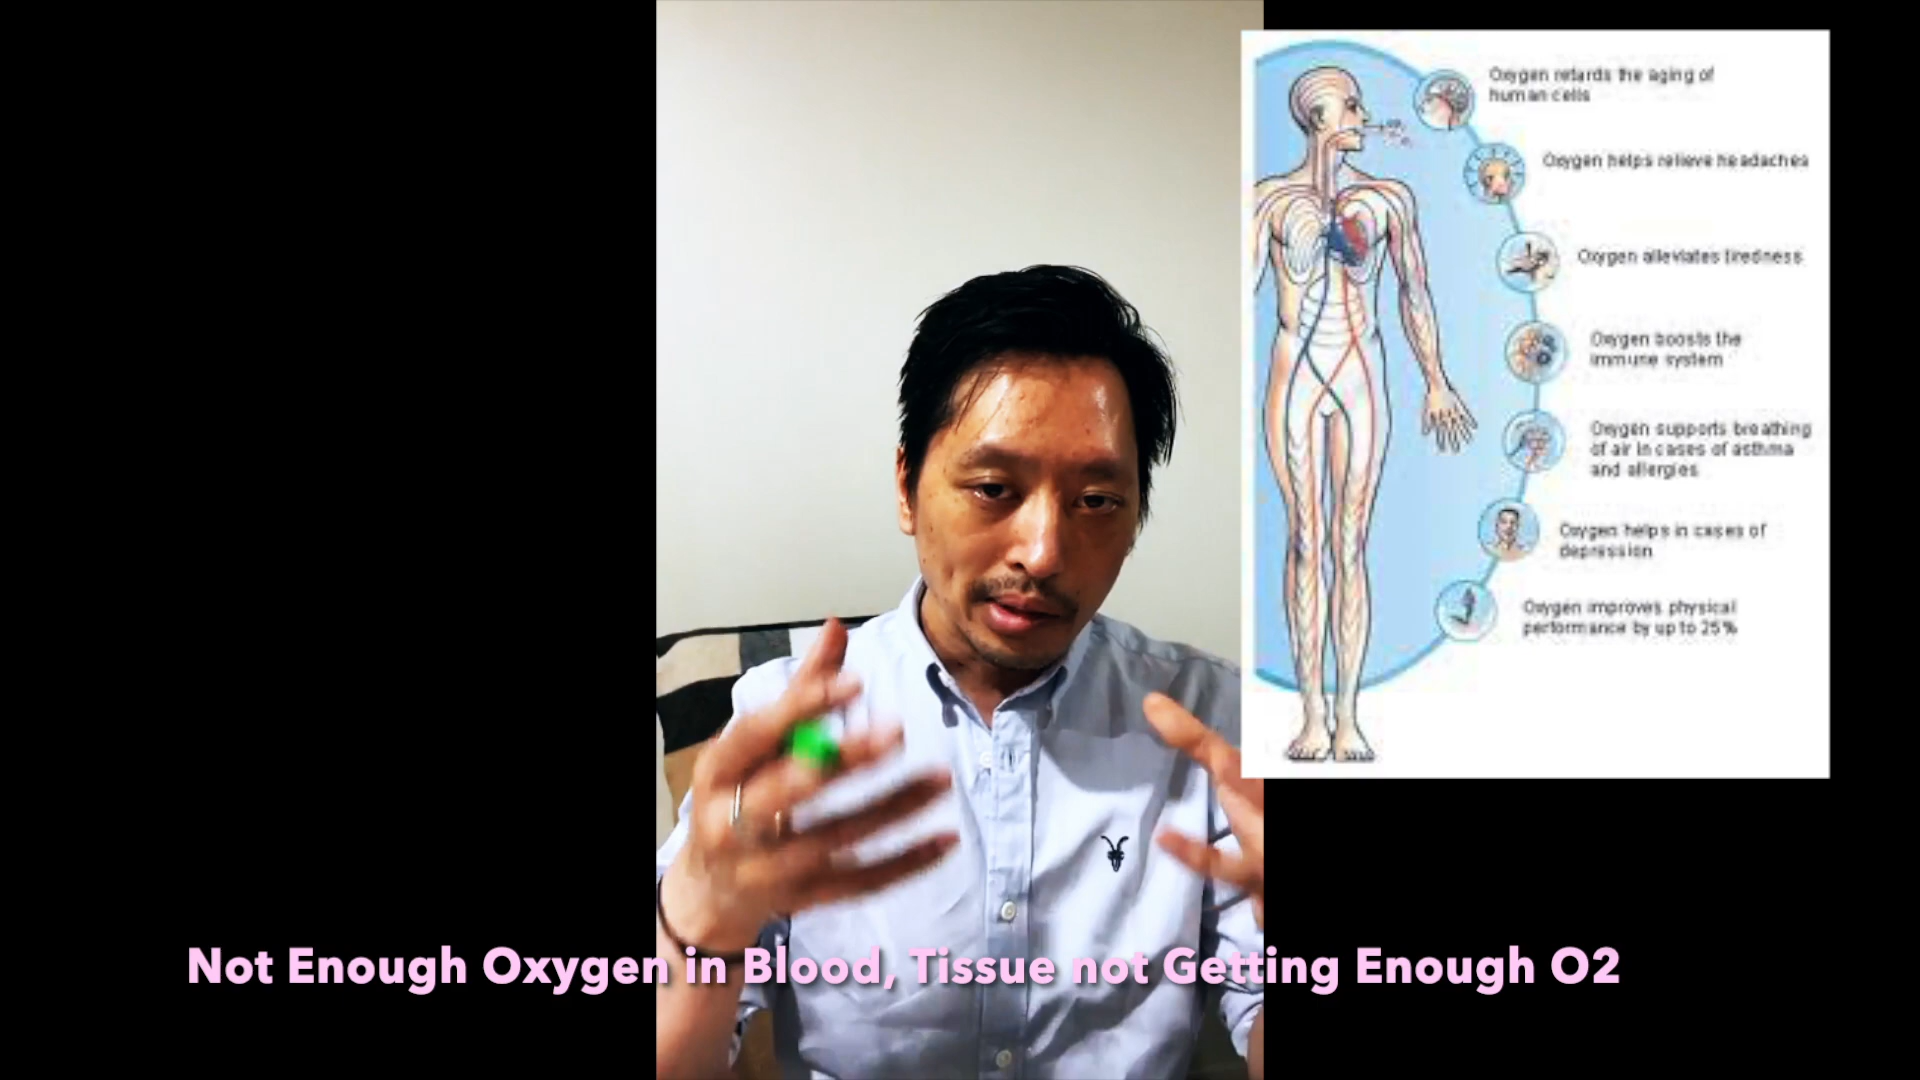 Oxygen retards the aging of
human cells
Oxygen helps relieve headaches
Oxygen alleviates tiredness
Oxygen boosts the
immune system
Oxygen supports breathing
of air in cases of asthma
and allergies
Oxygen helps in cases of
depression
Oxygen improves physical
performance by up to 25%
Not Enough Oxygen in Blood, Tissue not Getting Enough O2